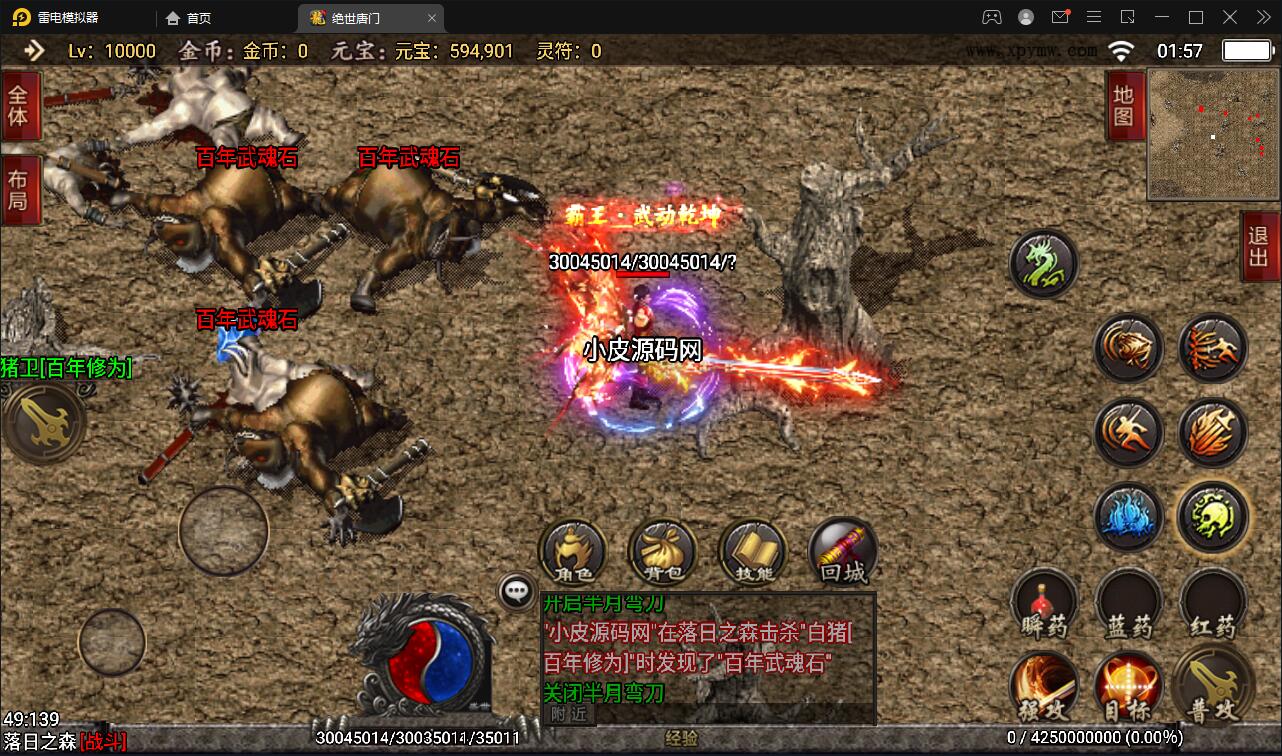 雷电模拟器
首页
绝世唐门
Lv: 10000 金币: 金币: 0 元宝: 元宝: 594,901 灵符: 0
www.xpymw.com
01:57
全体
地图
布局
退出
百年武魂石 百年武魂石
霸王·武动乾坤
30045014/30045014/?
百年武魂石
小皮源码网
猪卫[百年修为]
角色 背包 技能 回城
开启半月弯刀
"小皮源码网"在落日之森击杀"白猪[
百年修为]"时发现了"百年武魂石"
关闭半月弯刀
附近
瞬药 蓝药 红药
强攻 目标 普攻
49:139
落日之森[战斗]
30045014/30035014/35011
经验
0 / 4250000000 (0.00%)